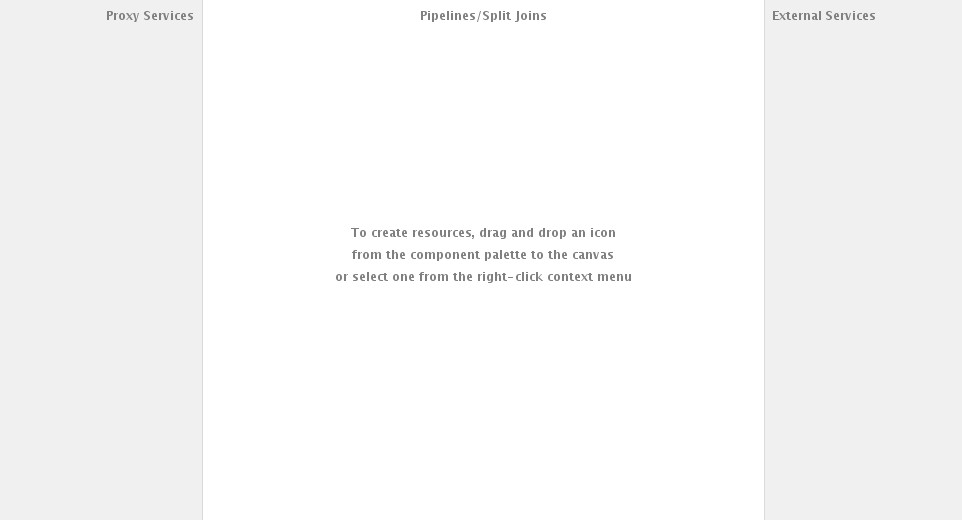 Proxy Services
Pipelines/Split Joins
External Services
To create resources, drag and drop an icon
from the component palette to the canvas
or select one from the right-click context menu